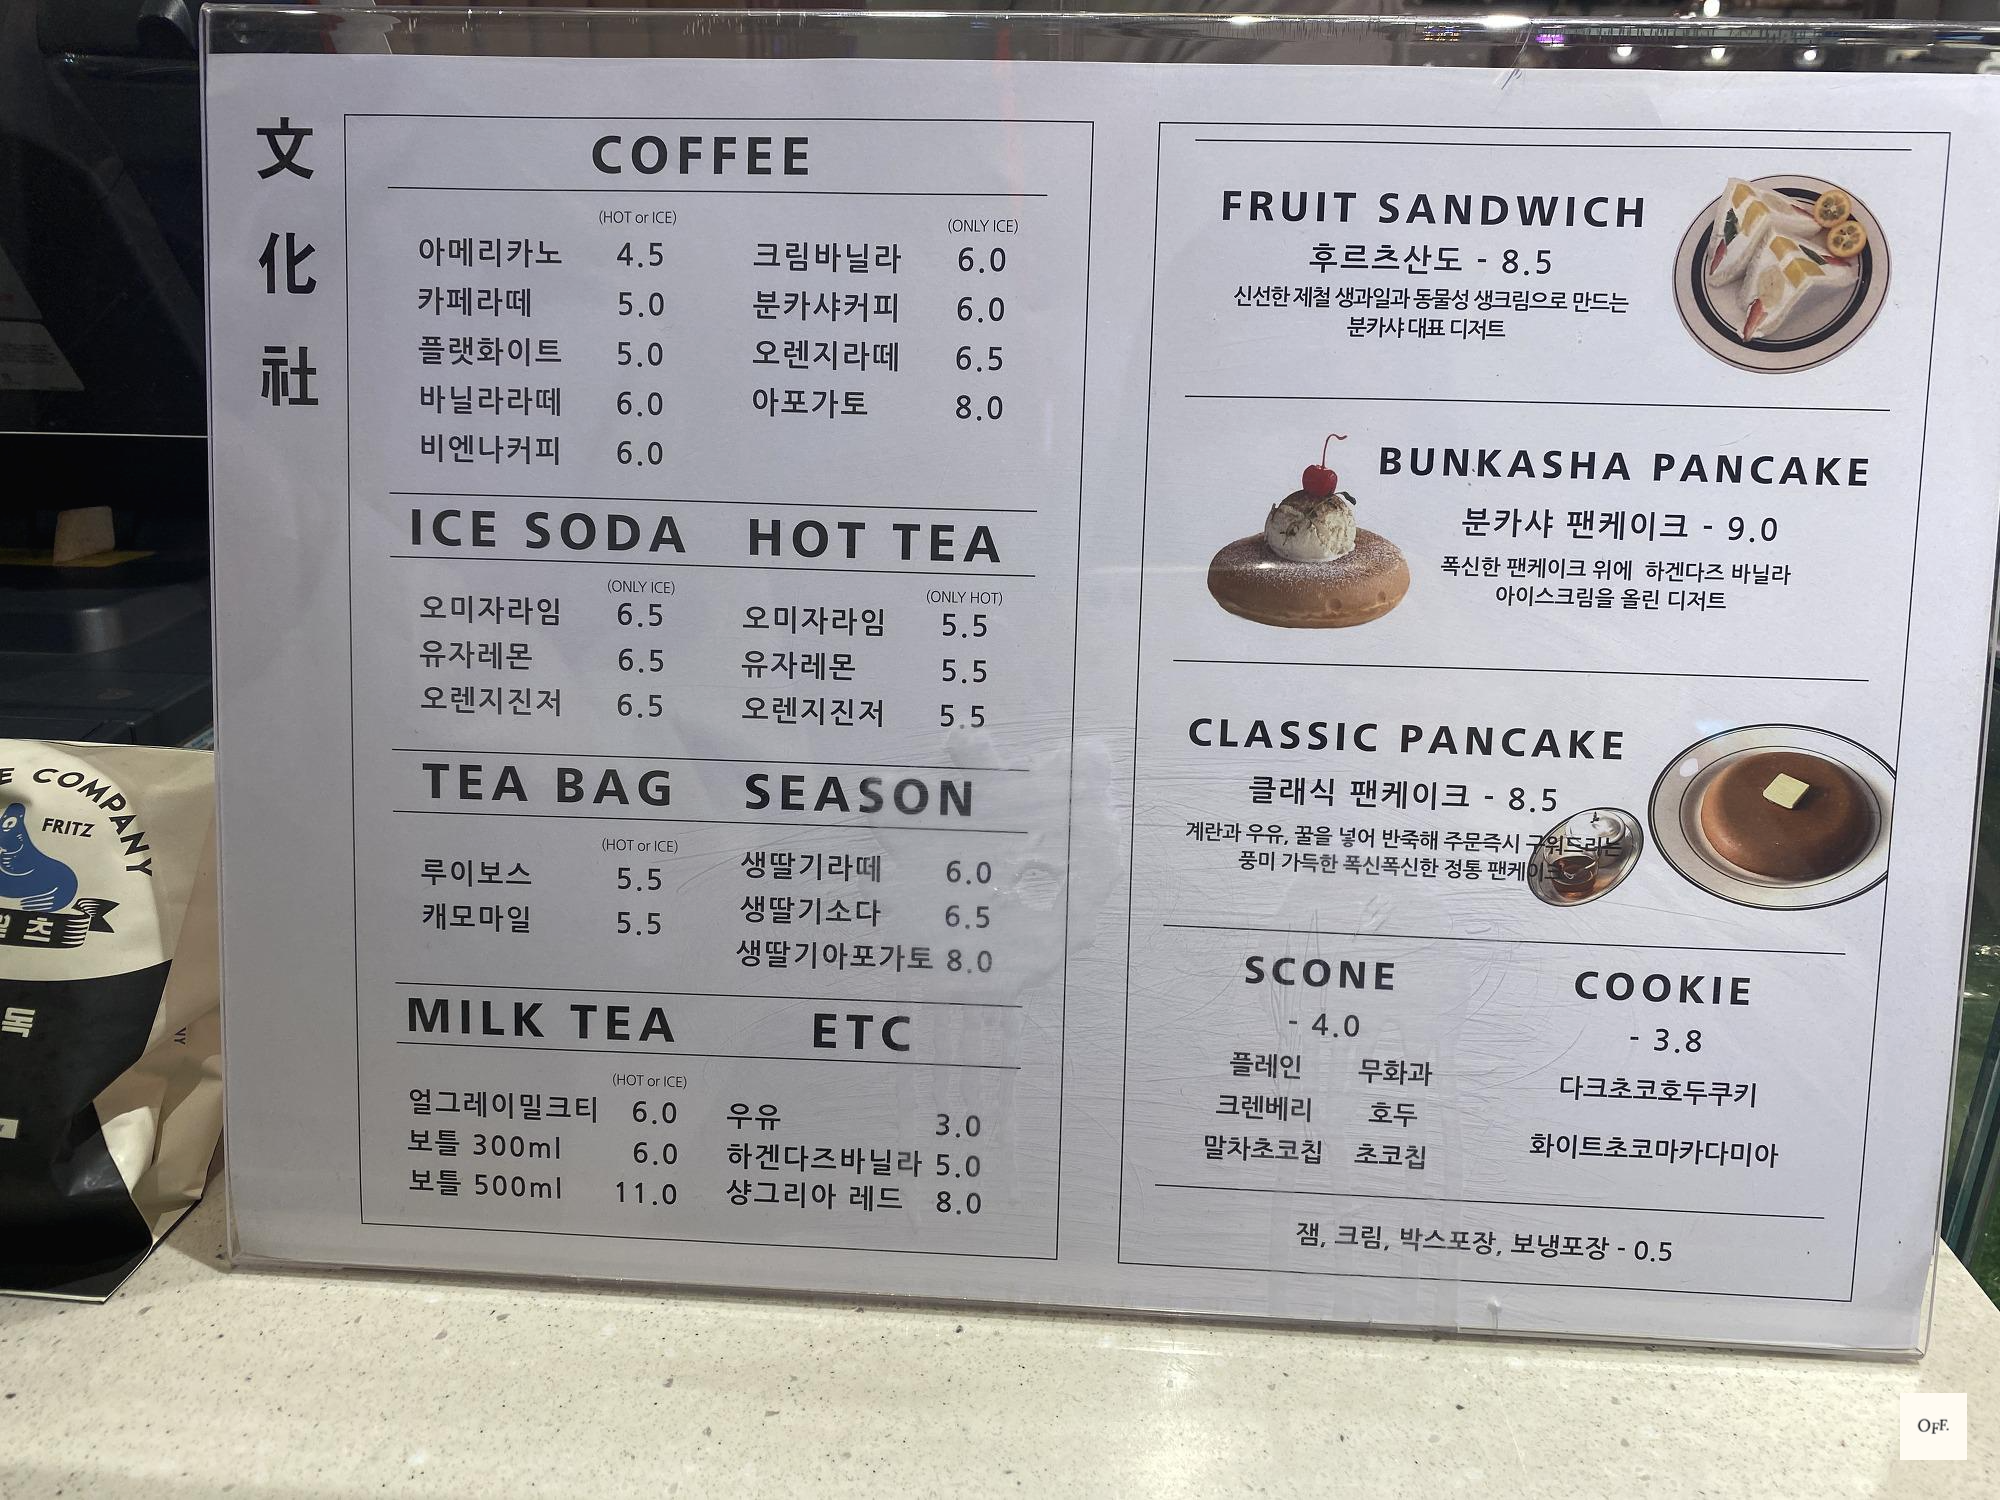 文
化
社
COFFEE
(HOT or ICE)
아메리카노 4.5
카페라떼 5.0
플랫화이트 5.0
바닐라라떼 6.0
비엔나커피 6.0
(ONLY ICE)
크림바닐라 6.0
분카샤커피 6.0
오렌지라떼 6.5
아포가토 8.0
ICE SODA
(ONLY ICE)
오미자라임 6.5
유자레몬 6.5
오렌지진저 6.5
HOT TEA
(ONLY HOT)
오미자라임 5.5
유자레몬 5.5
오렌지진저 5.5
TEA BAG
(HOT or ICE)
루이보스 5.5
캐모마일 5.5
SEASON
생딸기라떼 6.0
생딸기소다 6.5
생딸기아포가토 8.0
MILK TEA
(HOT or ICE)
얼그레이밀크티 6.0
보틀 300ml 6.0
보틀 500ml 11.0
ETC
우유 3.0
하겐다즈바닐라 5.0
샹그리아 레드 8.0
FRUIT SANDWICH
후르츠산도 - 8.5
신선한 제철 생과일과 동물성 생크림으로 만드는
분카샤 대표 디저트
BUNKASHA PANCAKE
분카샤 팬케이크 - 9.0
폭신한 팬케이크 위에 하겐다즈 바닐라
아이스크림을 올린 디저트
CLASSIC PANCAKE
클래식 팬케이크 - 8.5
계란과 우유, 꿀을 넣어 반죽해 주문즉시 구워드리는
풍미 가득한 폭신폭신한 정통 팬케이크
SCONE
- 4.0
플레인 무화과
크렌베리 호두
말차초코칩 초코칩
COOKIE
- 3.8
다크초코호두쿠키
화이트초코마카다미아
잼, 크림, 박스포장, 보냉포장 - 0.5
COMPANY
FRITZ
츠
독
OFF.